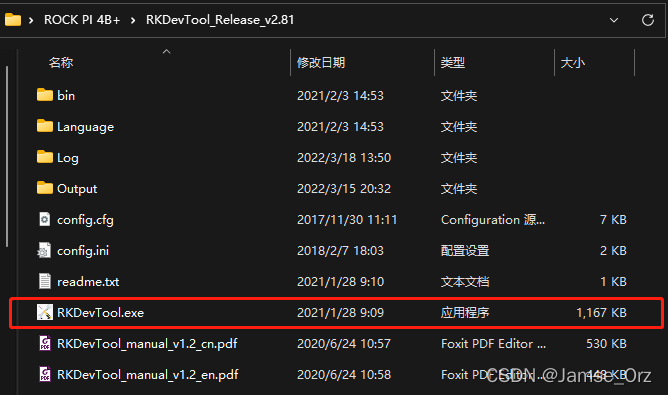 ROCK PI 4B+ › RKDevTool_Release_v2.81
名称 修改日期 类型 大小
bin 2021/2/3 14:53 文件夹
Language 2021/2/3 14:53 文件夹
Log 2022/3/18 13:50 文件夹
Output 2022/3/15 20:32 文件夹
config.cfg 2017/11/30 11:11 Configuration 源... 7 KB
config.ini 2018/2/7 18:03 配置设置 2 KB
readme.txt 2021/1/28 9:10 文本文档 1 KB
RKDevTool.exe 2021/1/28 9:09 应用程序 1,167 KB
RKDevTool_manual_v1.2_cn.pdf 2020/6/24 10:57 Foxit PDF Editor ... 530 KB
RKDevTool_manual_v1.2_en.pdf 2020/6/24 10:58 Foxit PDF Editor ... 448 KB
CSDN @Jamse_Orz